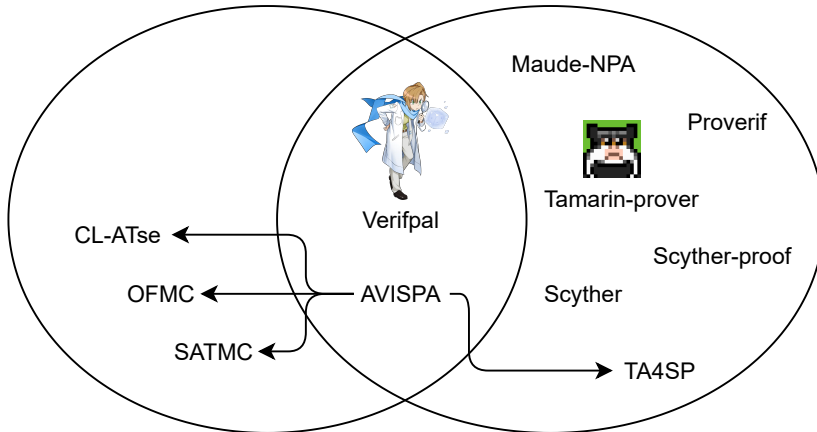 Maude-NPA
Proverif
Tamarin-prover
Verifpal
CL-ATse
Scyther-proof
OFMC
AVISPA
Scyther
SATMC
TA4SP